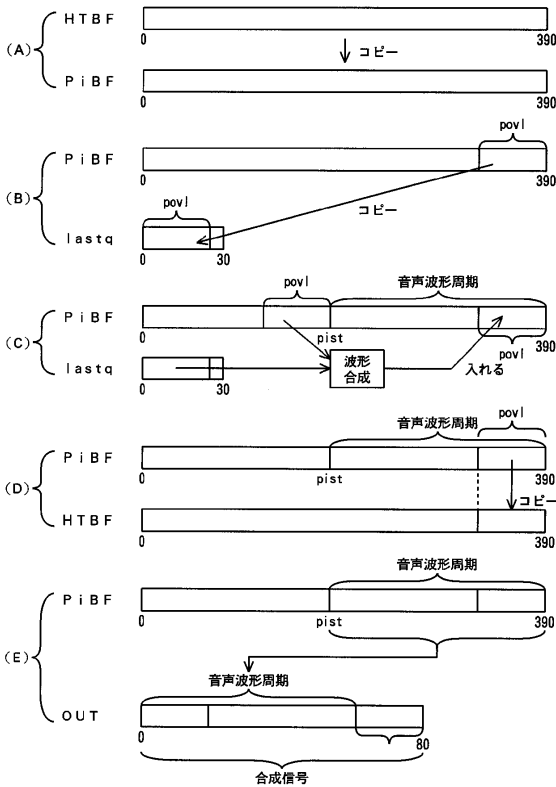 (A)
HTBF
0
390
コピー
PiBF
0
390
(B)
povl
PiBF
0
390
povl
コピー
lastq
0
30
(C)
povl
音声波形周期
PiBF
0
pist
povl
390
lastq
0
30
波形
合成
入れる
(D)
povl
音声波形周期
PiBF
0
pist
390
コピー
HTBF
0
390
(E)
音声波形周期
PiBF
0
pist
390
音声波形周期
OUT
0
80
合成信号